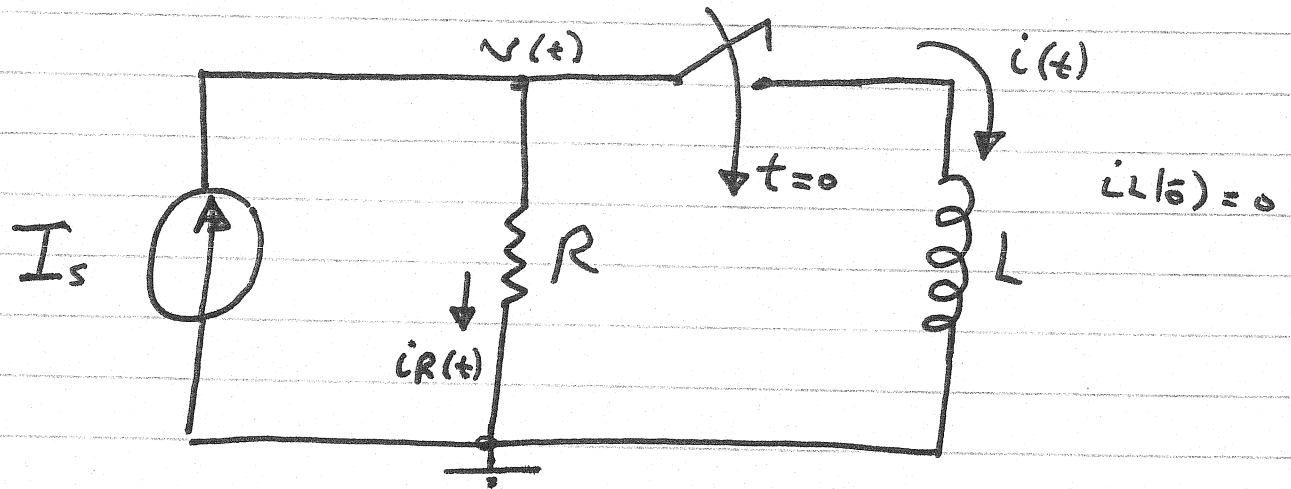 v(t)
i(t)
t=0
iL(0̄)=0
Is
R
L
iR(t)